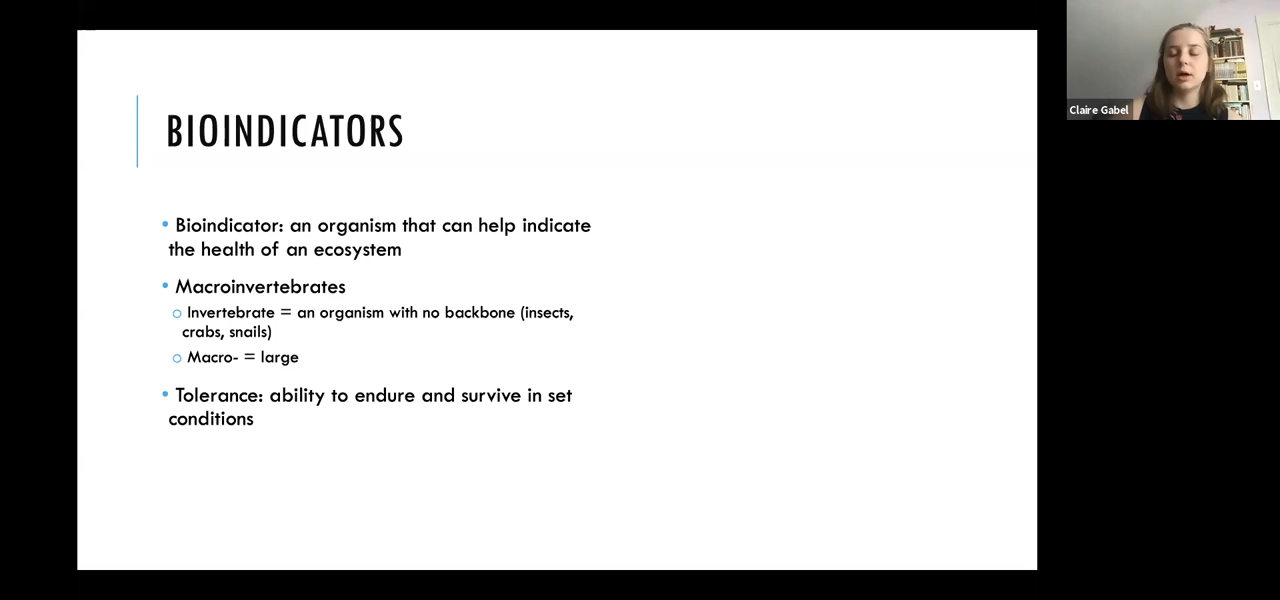 BIOINDICATORS
• Bioindicator: an organism that can help indicate
the health of an ecosystem
• Macroinvertebrates
○ Invertebrate = an organism with no backbone (insects,
crabs, snails)
○ Macro- = large
• Tolerance: ability to endure and survive in set
conditions
Claire Gabel